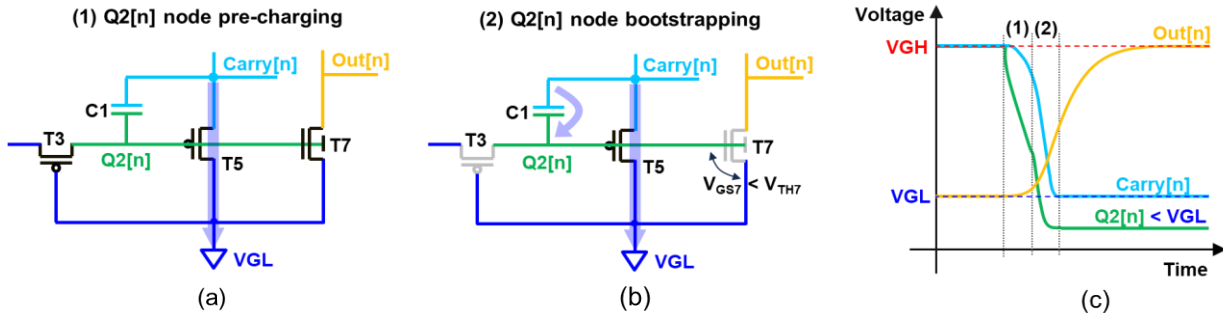 (1) Q2[n] node pre-charging
Out[n]
Carry[n]
C1
T3
T7
Q2[n]
T5
VGL
(a)
(2) Q2[n] node bootstrapping
Out[n]
Carry[n]
C1
T3
T7
Q2[n]
T5
VGS7 < VTH7
VGL
(b)
Voltage
(1) (2)
Out[n]
VGH
VGL
Carry[n]
Q2[n] < VGL
Time
(c)